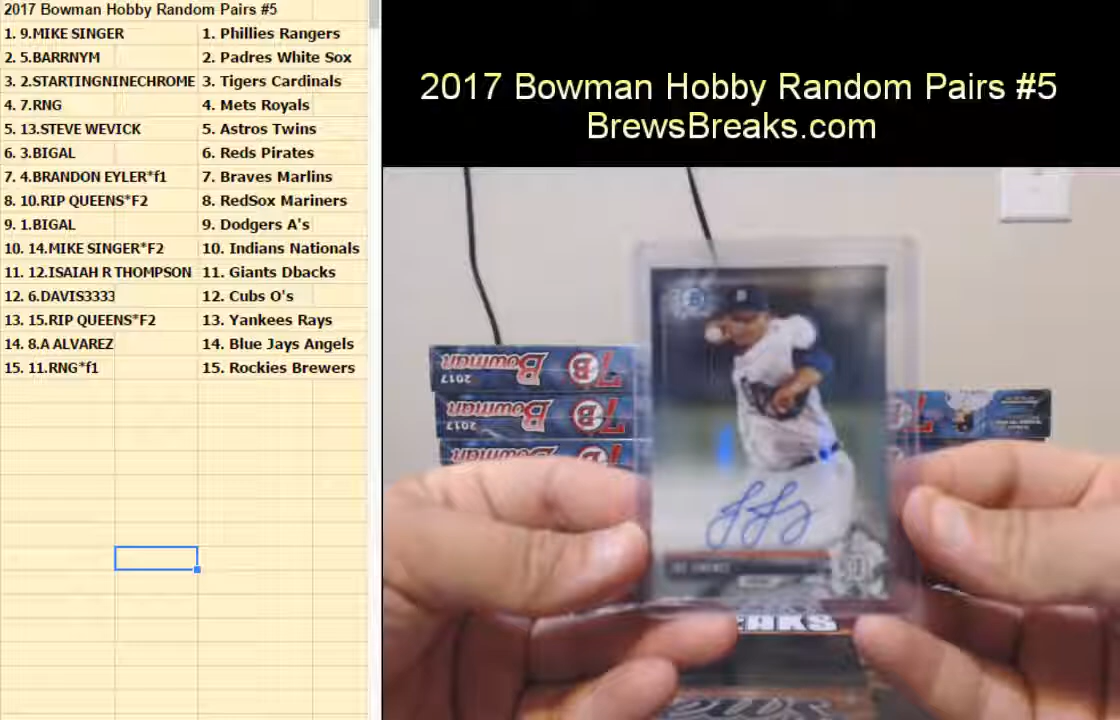 2017 Bowman Hobby Random Pairs #5
1. 9.MIKE SINGER 1. Phillies Rangers
2. 5.BARRNYM 2. Padres White Sox
3. 2.STARTINGNINECHROME 3. Tigers Cardinals
4. 7.RNG 4. Mets Royals
5. 13.STEVE WEVICK 5. Astros Twins
6. 3.BIGAL 6. Reds Pirates
7. 4.BRANDON EYLER*f1 7. Braves Marlins
8. 10.RIP QUEENS*F2 8. RedSox Mariners
9. 1.BIGAL 9. Dodgers A's
10. 14.MIKE SINGER*F2 10. Indians Nationals
11. 12.ISAIAH R THOMPSON 11. Giants Dbacks
12. 6.DAVIS3333 12. Cubs O's
13. 15.RIP QUEENS*F2 13. Yankees Rays
14. 8.A ALVAREZ 14. Blue Jays Angels
15. 11.RNG*f1 15. Rockies Brewers
2017 Bowman Hobby Random Pairs #5
BrewsBreaks.com
2017 Bowman
2017 Bowman
Bowman